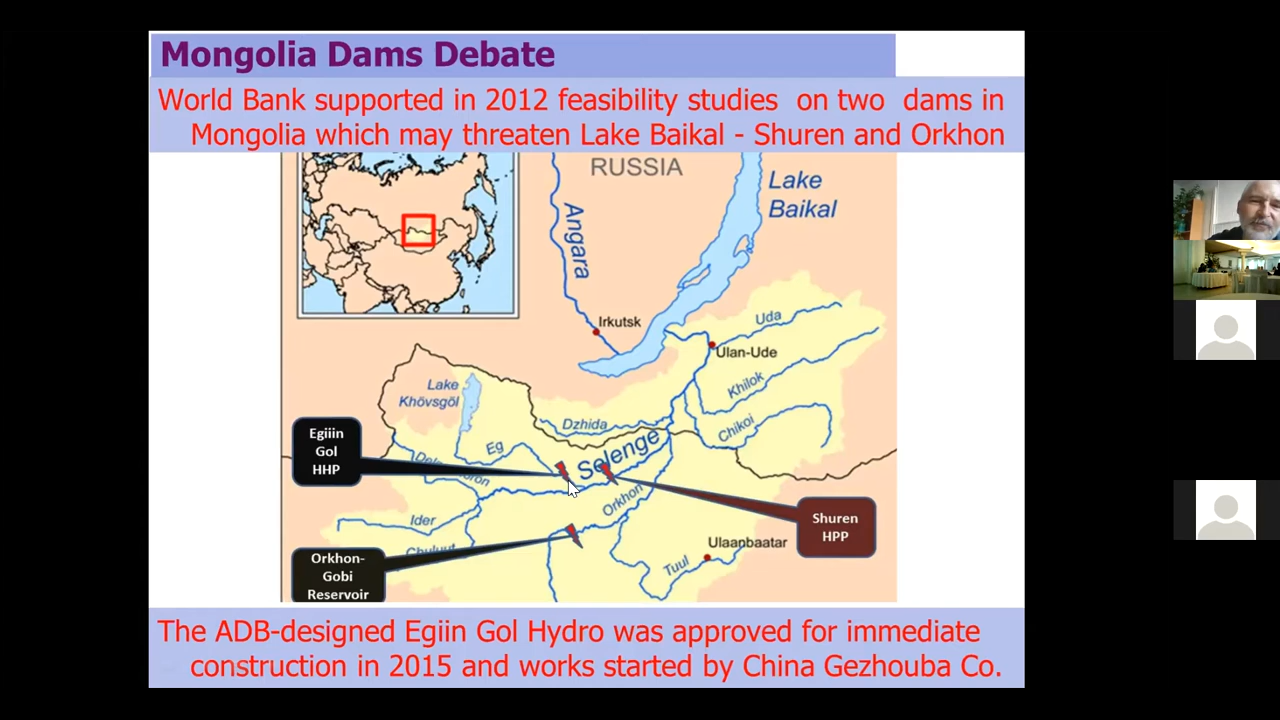 Mongolia Dams Debate
World Bank supported in 2012 feasibility studies on two dams in
Mongolia which may threaten Lake Baikal - Shuren and Orkhon
RUSSIA
Lake
Baikal
Angara
Irkutsk
Uda
Ulan-Ude
Khilok
Lake
Khövsgöl
Dzhida
Chikoi
Egiiin
Gol
HHP
Eg
Selenge
Orkhon
Ider
Chuluut
Shuren
HPP
Ulaanbaatar
Tuul
Orkhon-
Gobi
Reservoir
The ADB-designed Egiin Gol Hydro was approved for immediate
construction in 2015 and works started by China Gezhouba Co.